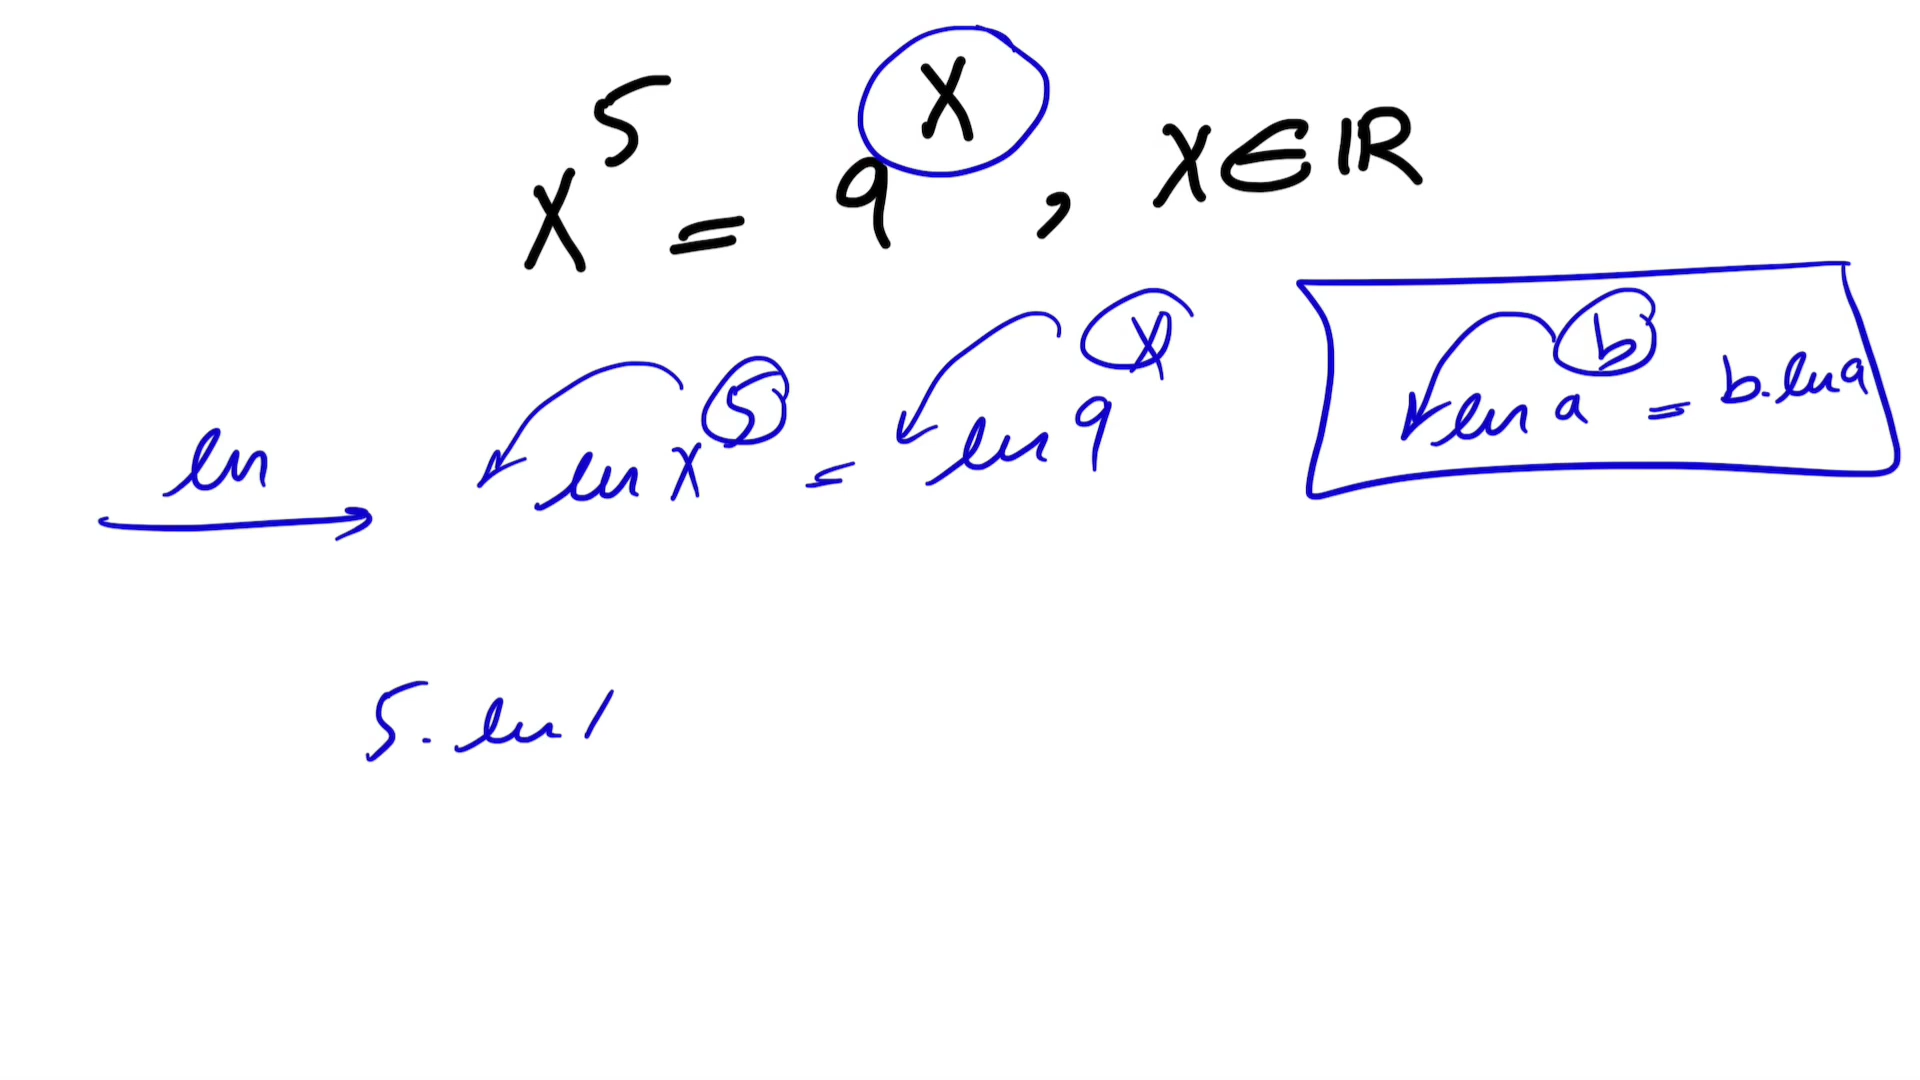 x⁵ = 9ˣ , x∈ℝ
ln → ln x⁵ = ln 9ˣ
ln aᵇ = b.ln a
5. ln